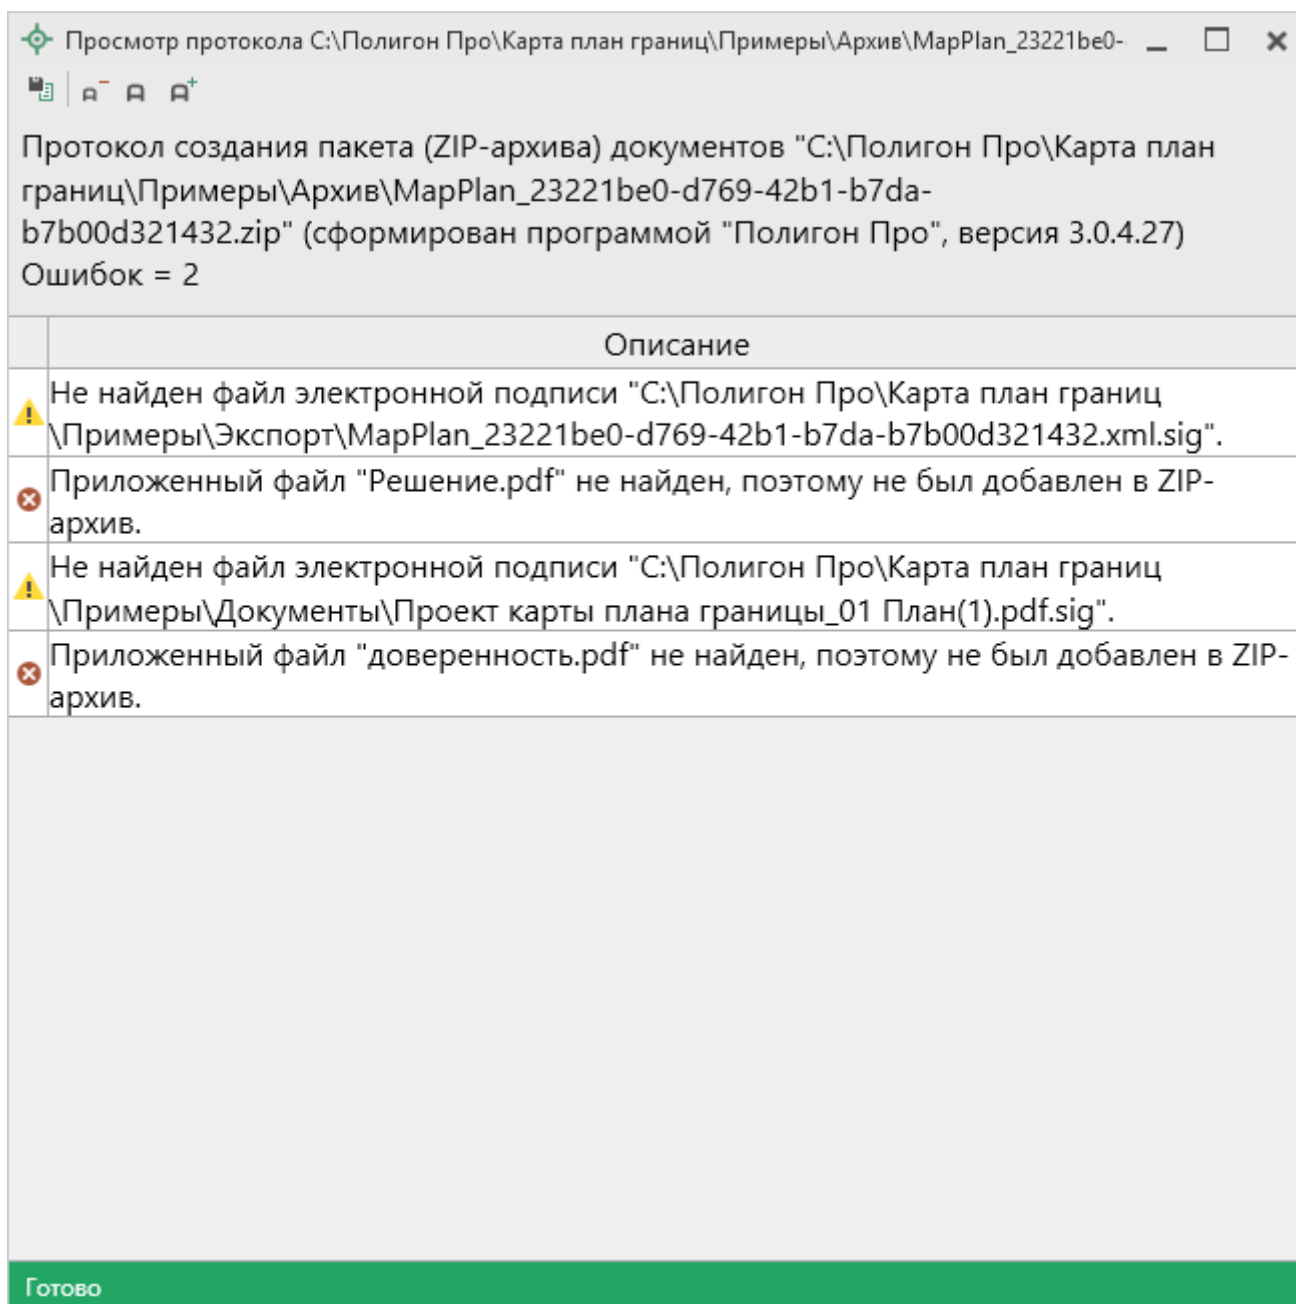 Просмотр протокола C:\Полигон Про\Карта план границ\Примеры\Архив\MapPlan_23221be0-
Протокол создания пакета (ZIP-архива) документов "C:\Полигон Про\Карта план
границ\Примеры\Архив\MapPlan_23221be0-d769-42b1-b7da-
b7b00d321432.zip" (сформирован программой "Полигон Про", версия 3.0.4.27)
Ошибок = 2
Описание
Не найден файл электронной подписи "C:\Полигон Про\Карта план границ
\Примеры\Экспорт\MapPlan_23221be0-d769-42b1-b7da-b7b00d321432.xml.sig".
Приложенный файл "Решение.pdf" не найден, поэтому не был добавлен в ZIP-
архив.
Не найден файл электронной подписи "C:\Полигон Про\Карта план границ
\Примеры\Документы\Проект карты плана границы_01 План(1).pdf.sig".
Приложенный файл "доверенность.pdf" не найден, поэтому не был добавлен в ZIP-
архив.
Готово